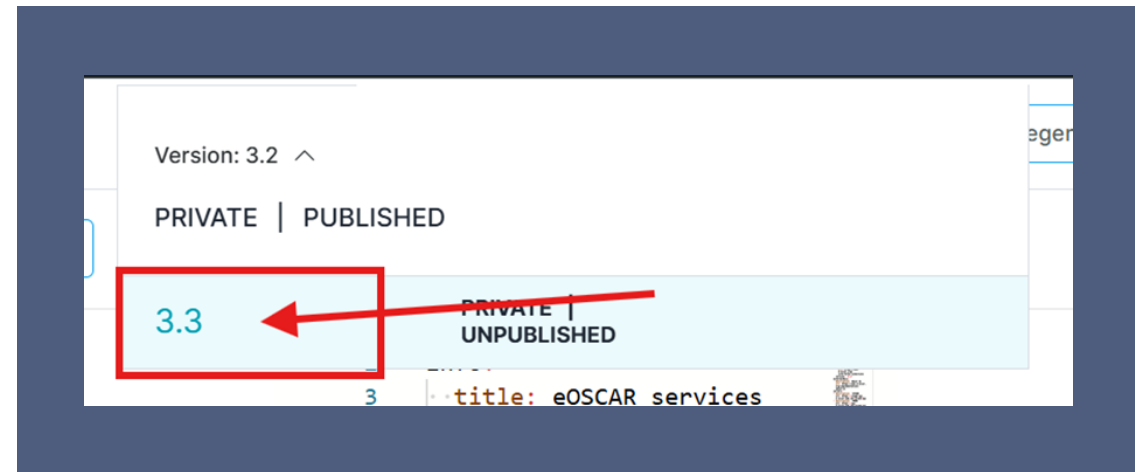 Version: 3.2
PRIVATE | PUBLISHED
3.3
PRIVATE |
UNPUBLISHED
3 title: eOSCAR services